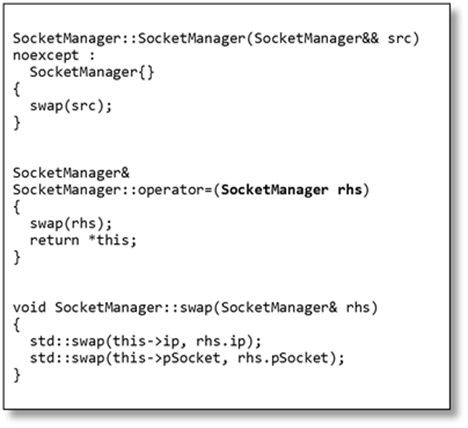 SocketManager::SocketManager(SocketManager&& src)
noexcept :
  SocketManager{}
{
  swap(src);
}
SocketManager&
SocketManager::operator=(SocketManager rhs)
{
  swap(rhs);
  return *this;
}
void SocketManager::swap(SocketManager& rhs)
{
  std::swap(this->ip, rhs.ip);
  std::swap(this->pSocket, rhs.pSocket);
}